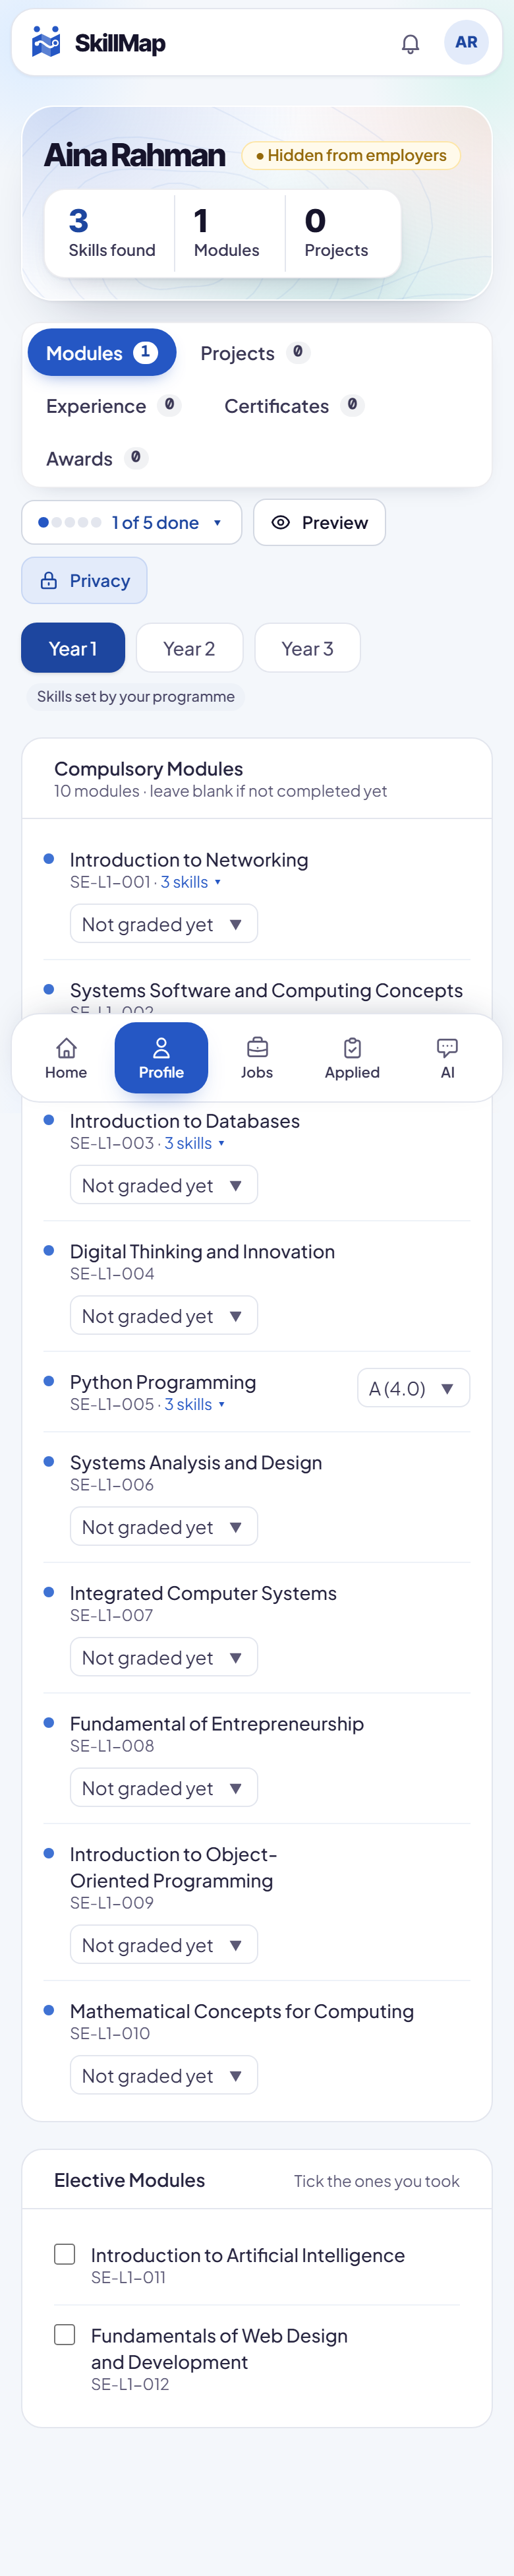 SkillMap
AR
Aina Rahman
• Hidden from employers
3
Skills found
1
Modules
0
Projects
Modules 1
Projects 0
Experience 0
Certificates 0
Awards 0
1 of 5 done ▾
Preview
Privacy
Year 1
Year 2
Year 3
Skills set by your programme
Compulsory Modules
10 modules · leave blank if not completed yet
Introduction to Networking
SE-L1-001 · 3 skills ▾
Not graded yet ▼
Systems Software and Computing Concepts
SE-L1-002
Home
Profile
Jobs
Applied
AI
Introduction to Databases
SE-L1-003 · 3 skills ▾
Not graded yet ▼
Digital Thinking and Innovation
SE-L1-004
Not graded yet ▼
Python Programming
SE-L1-005 · 3 skills ▾
A (4.0) ▼
Systems Analysis and Design
SE-L1-006
Not graded yet ▼
Integrated Computer Systems
SE-L1-007
Not graded yet ▼
Fundamental of Entrepreneurship
SE-L1-008
Not graded yet ▼
Introduction to Object-
Oriented Programming
SE-L1-009
Not graded yet ▼
Mathematical Concepts for Computing
SE-L1-010
Not graded yet ▼
Elective Modules
Tick the ones you took
Introduction to Artificial Intelligence
SE-L1-011
Fundamentals of Web Design
and Development
SE-L1-012